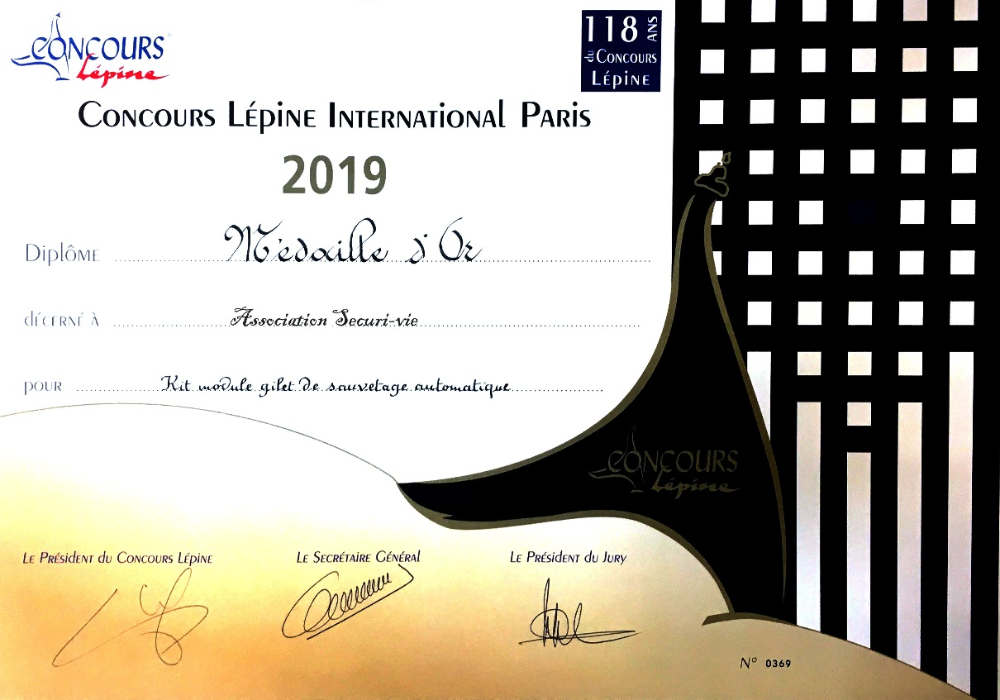 CONCOURS
Lépine
118 ANS
du CONCOURS
LÉPINE
CONCOURS LÉPINE INTERNATIONAL PARIS
2019
DIPLÔME Médaille d'Or
DÉCERNÉ À Association Securi-vie
POUR Kit module gilet de sauvetage automatique
CONCOURS
Lépine
LE PRÉSIDENT DU CONCOURS LÉPINE
LE SECRÉTAIRE GÉNÉRAL
LE PRÉSIDENT DU JURY
N° 0369